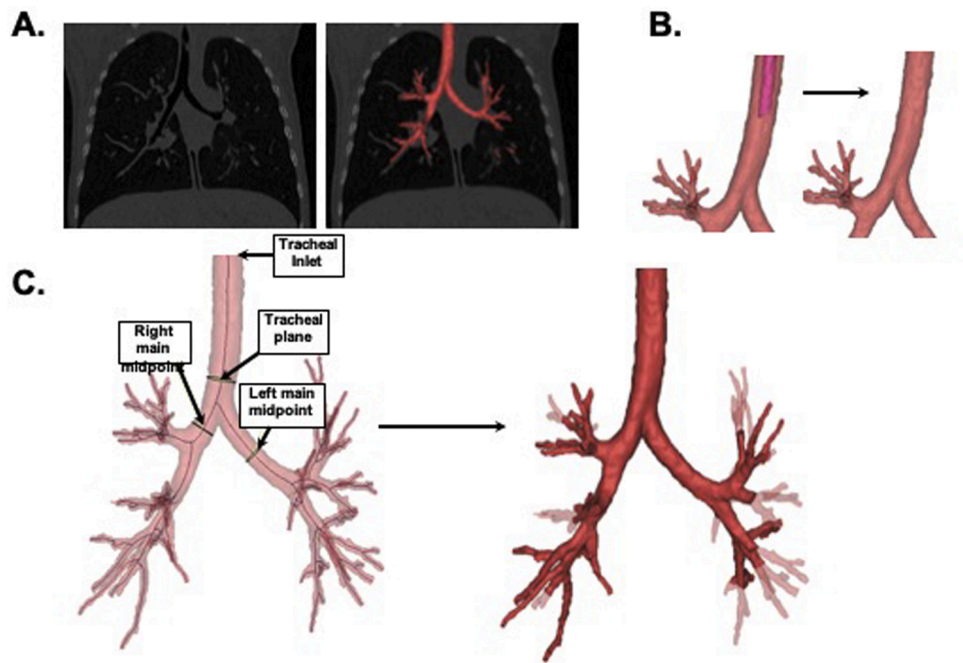 A.
B.
Tracheal
Inlet
C.
Tracheal
plane
Right
main
midpoint
Left main
midpoint